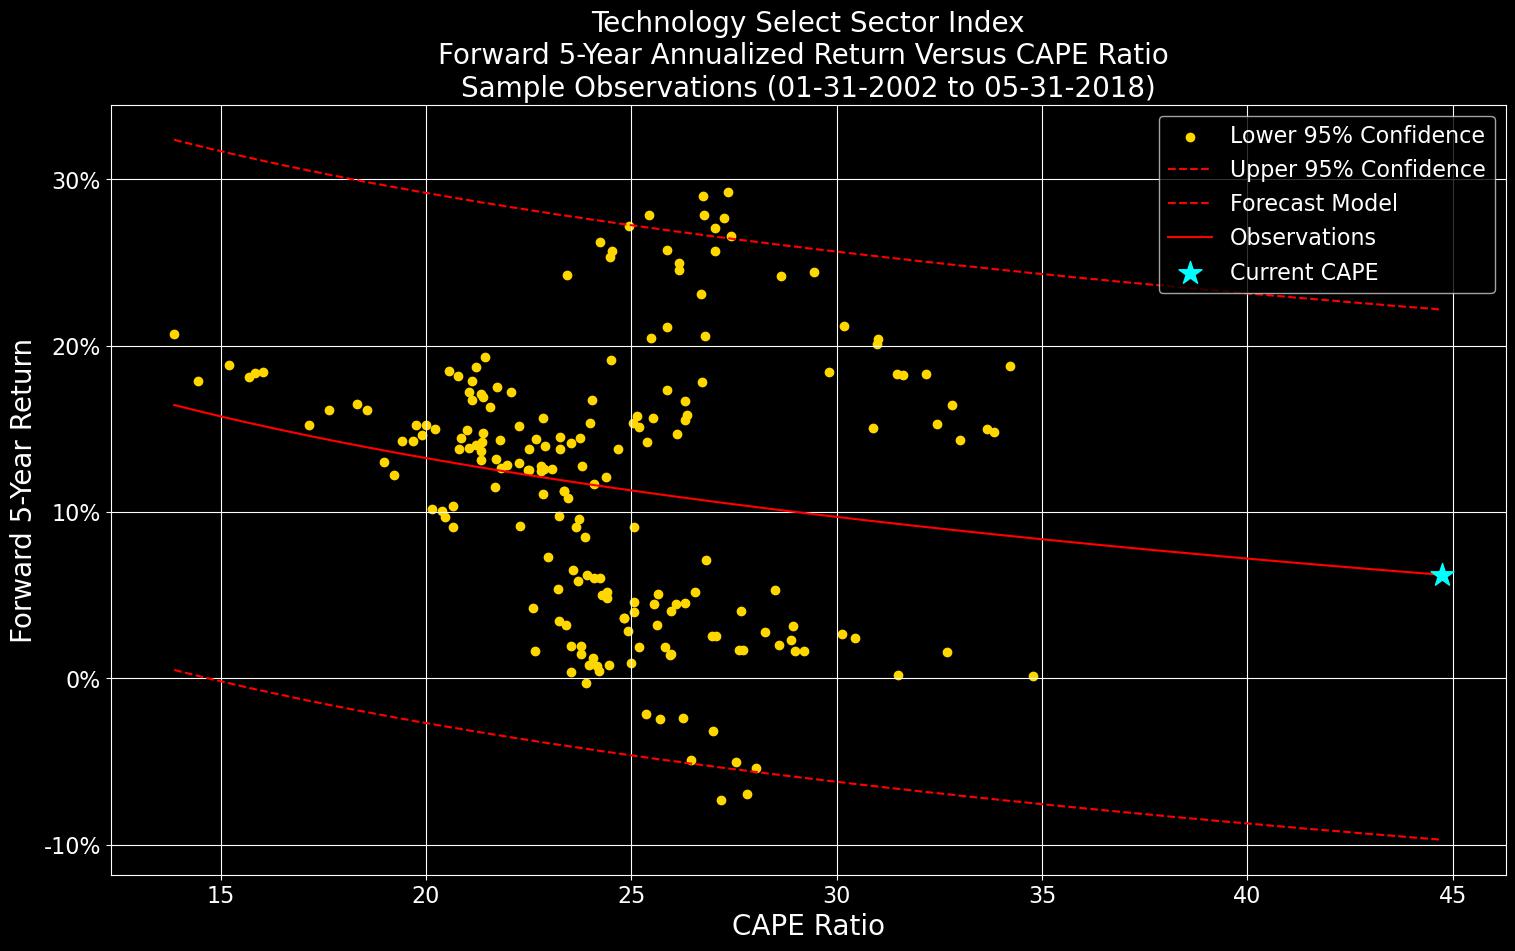 Technology Select Sector Index
Forward 5-Year Annualized Return Versus CAPE Ratio
Sample Observations (01-31-2002 to 05-31-2018)
Lower 95% Confidence
Upper 95% Confidence
Forecast Model
Observations
Current CAPE
Forward 5-Year Return
30%
20%
10%
0%
-10%
15 20 25 30 35 40 45
CAPE Ratio